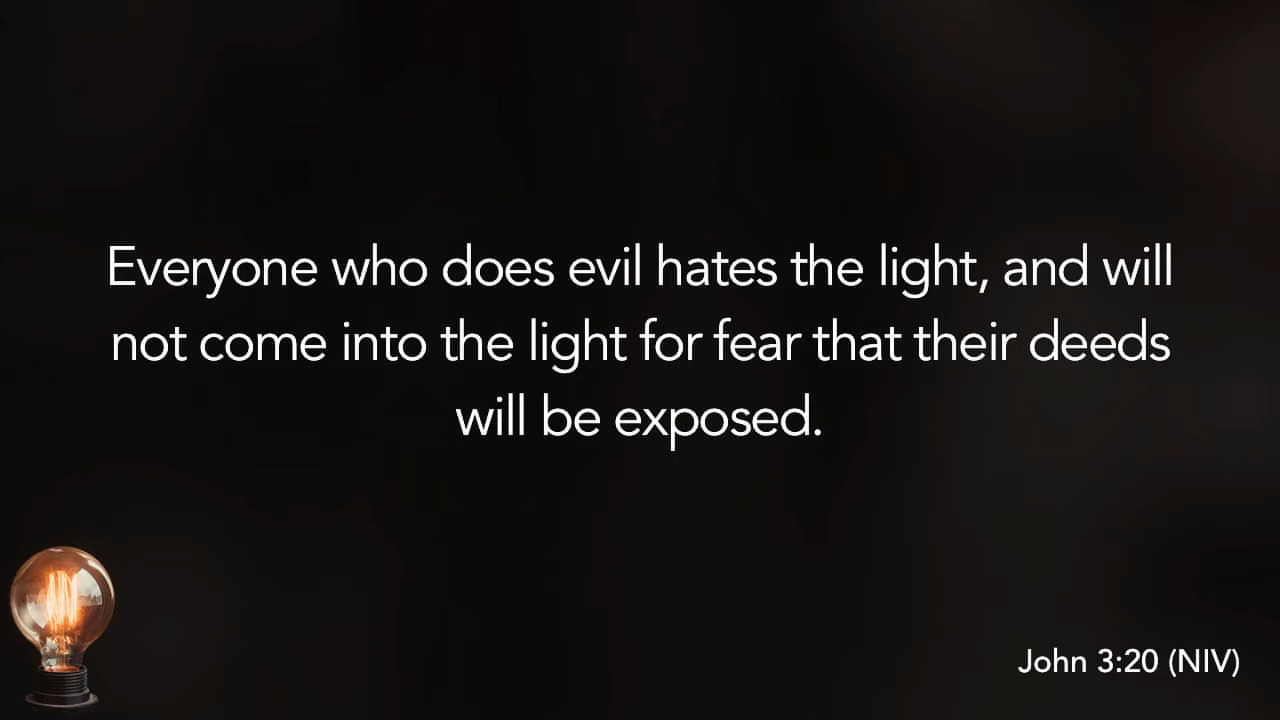 Everyone who does evil hates the light, and will
not come into the light for fear that their deeds
will be exposed.
John 3:20 (NIV)